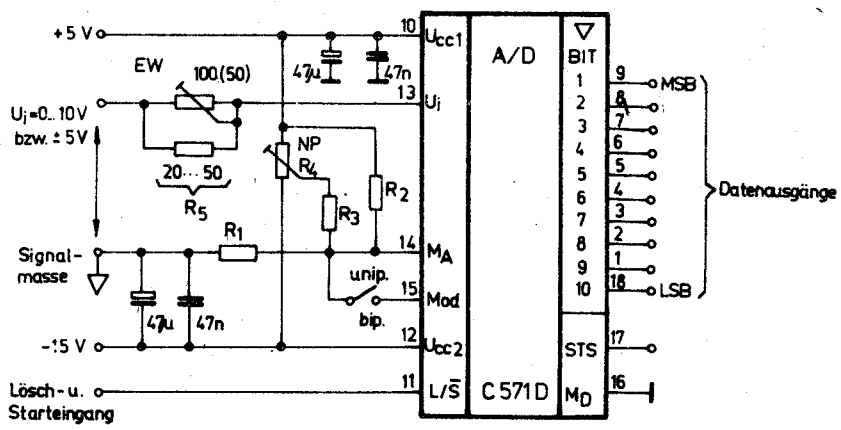 +5 V
EW
100.(50)
47µ
47n
10
Ucc1
A/D
▽
BIT
Ui=0...10V
bzw. ±5V
13
Ui
20...50
R5
NP
R4
R3
R2
1
9
MSB
2
8
3
7
4
6
5
5
6
4
7
3
8
2
9
1
10
18
LSB
Datenausgänge
Signal-
masse
R1
14
MA
unip.
bip.
15
Mod
47µ
47n
-15 V
12
Ucc2
STS
17
Lösch- u.
Starteingang
11
L/S̅
C 571 D
MD
16